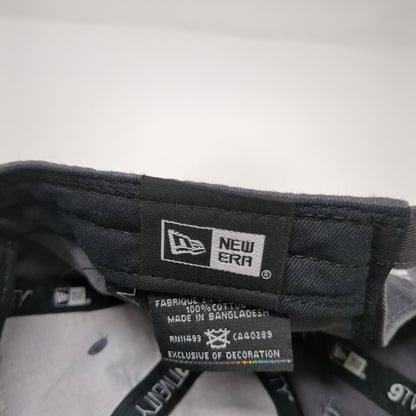 NEW
ERA
®
FABRIQUE
100% COTTON
MADE IN BANGLADESH
RN11493 CA40289
EXCLUSIVE OF DECORATION